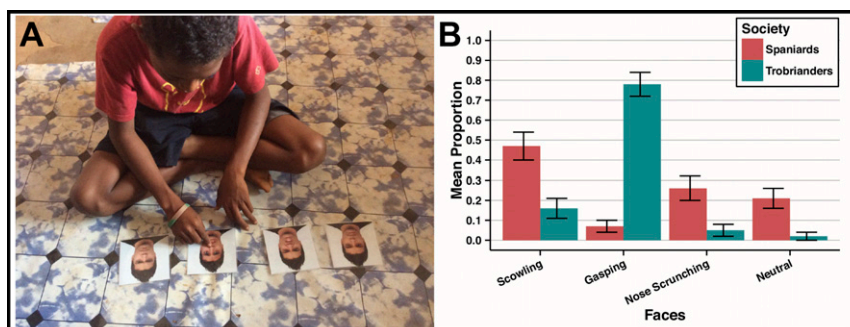 A
B
Society
Spaniards
Trobrianders
Mean Proportion
1.0
0.9
0.8
0.7
0.6
0.5
0.4
0.3
0.2
0.1
0.0
Scowling
Gasping
Nose Scrunching
Neutral
Faces